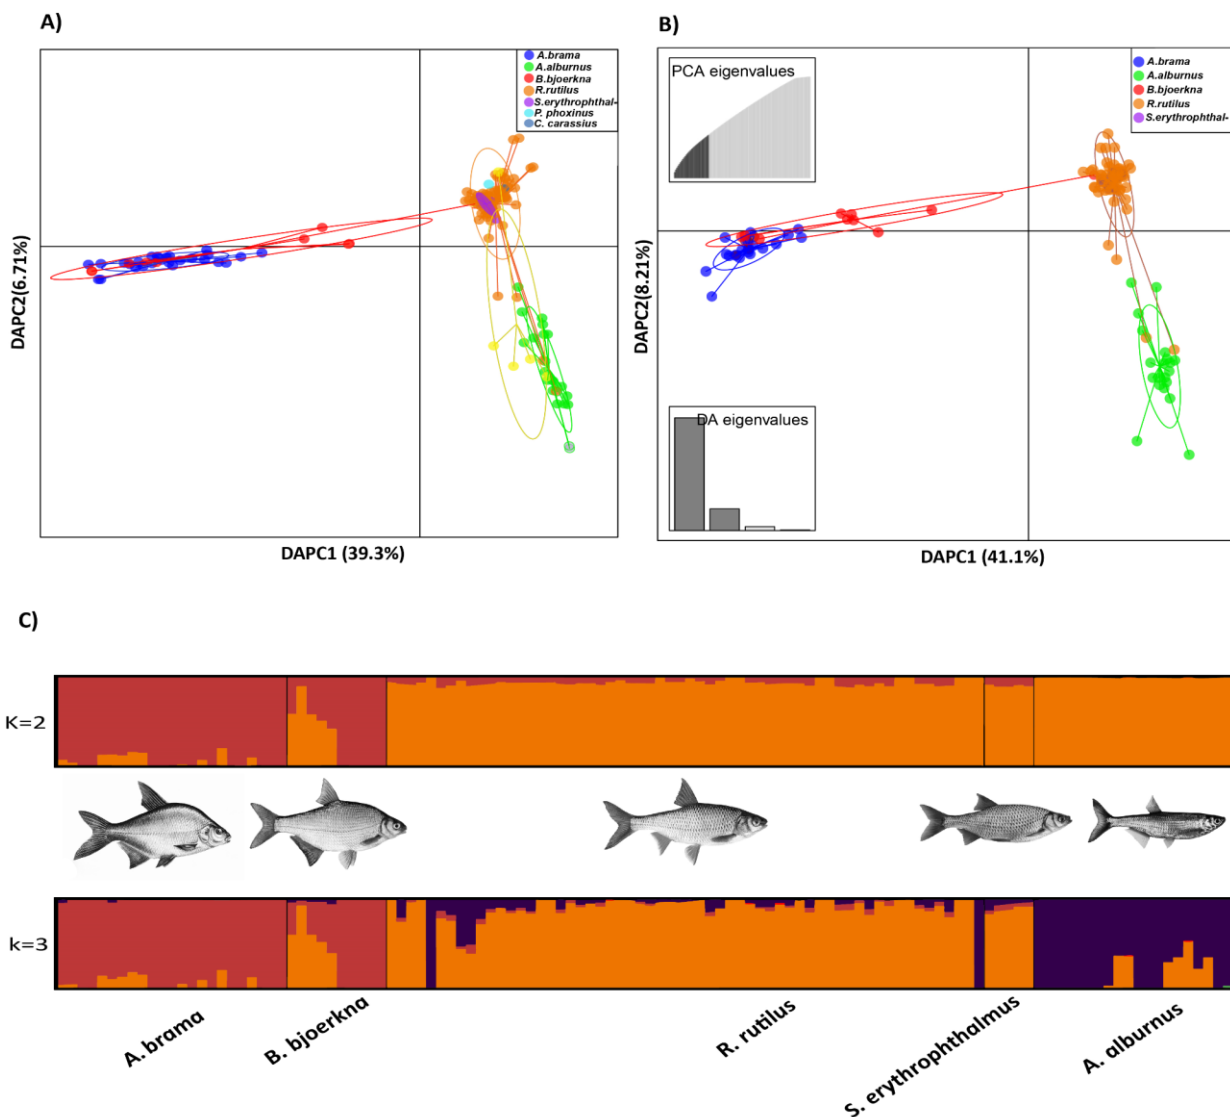 A)
A.brama
A.alburnus
B.bjoerkna
R.rutilus
S.erythrophthal-
P. phoxinus
C. carassius
DAPC2(6.71%)
DAPC1 (39.3%)
B)
PCA eigenvalues
A.brama
A.alburnus
B.bjoerkna
R.rutilus
S.erythrophthal-
DAPC2(8.21%)
DA eigenvalues
DAPC1 (41.1%)
C)
K=2
k=3
A. brama
B. bjoerkna
R. rutilus
S. erythrophthalmus
A. alburnus